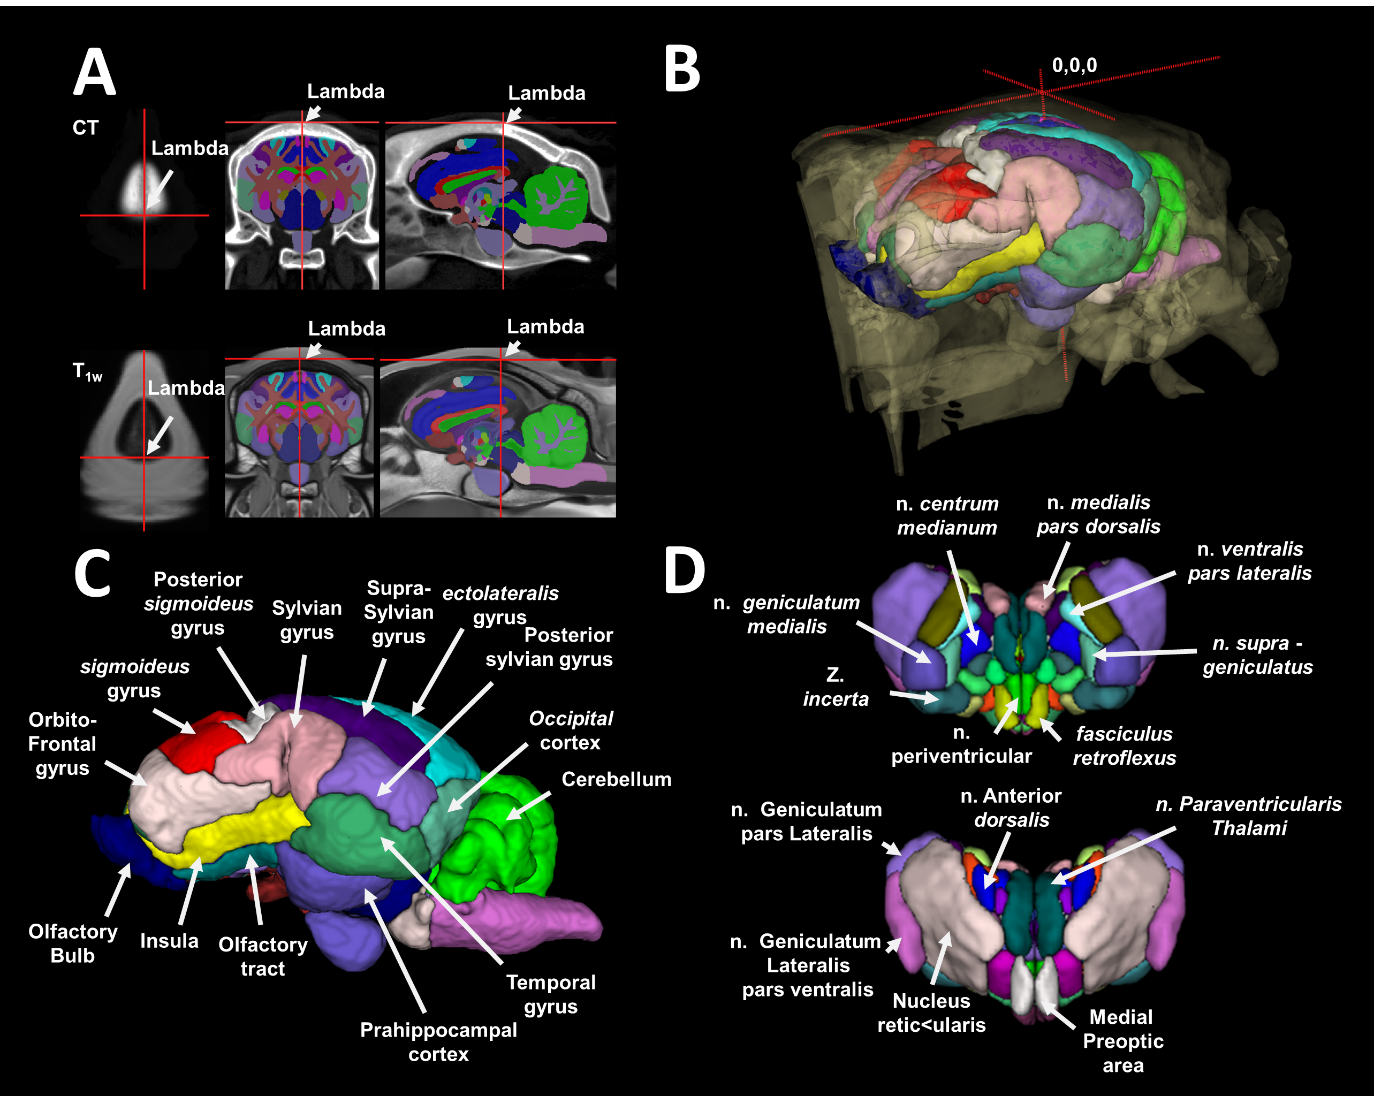 A
CT
Lambda
Lambda
Lambda
T1w
Lambda
Lambda
Lambda
B
0,0,0
C
Posterior
sigmoideus
gyrus
Sylvian
gyrus
Supra-
Sylvian
gyrus
ectolateralis
gyrus
Posterior
sylvian gyrus
sigmoideus
gyrus
Orbito-
Frontal
gyrus
Occipital
cortex
Cerebellum
Olfactory
Bulb
Insula
Olfactory
tract
Temporal
gyrus
Prahippocampal
cortex
D
n. centrum
medianum
n. medialis
pars dorsalis
n. ventralis
pars lateralis
n. geniculatum
medialis
n. supra -
geniculatus
Z.
incerta
n.
periventricular
fasciculus
retroflexus
n. Geniculatum
pars Lateralis
n. Anterior
dorsalis
n. Paraventricularis
Thalami
n. Geniculatum
Lateralis
pars ventralis
Nucleus
retic<ularis
Medial
Preoptic
area